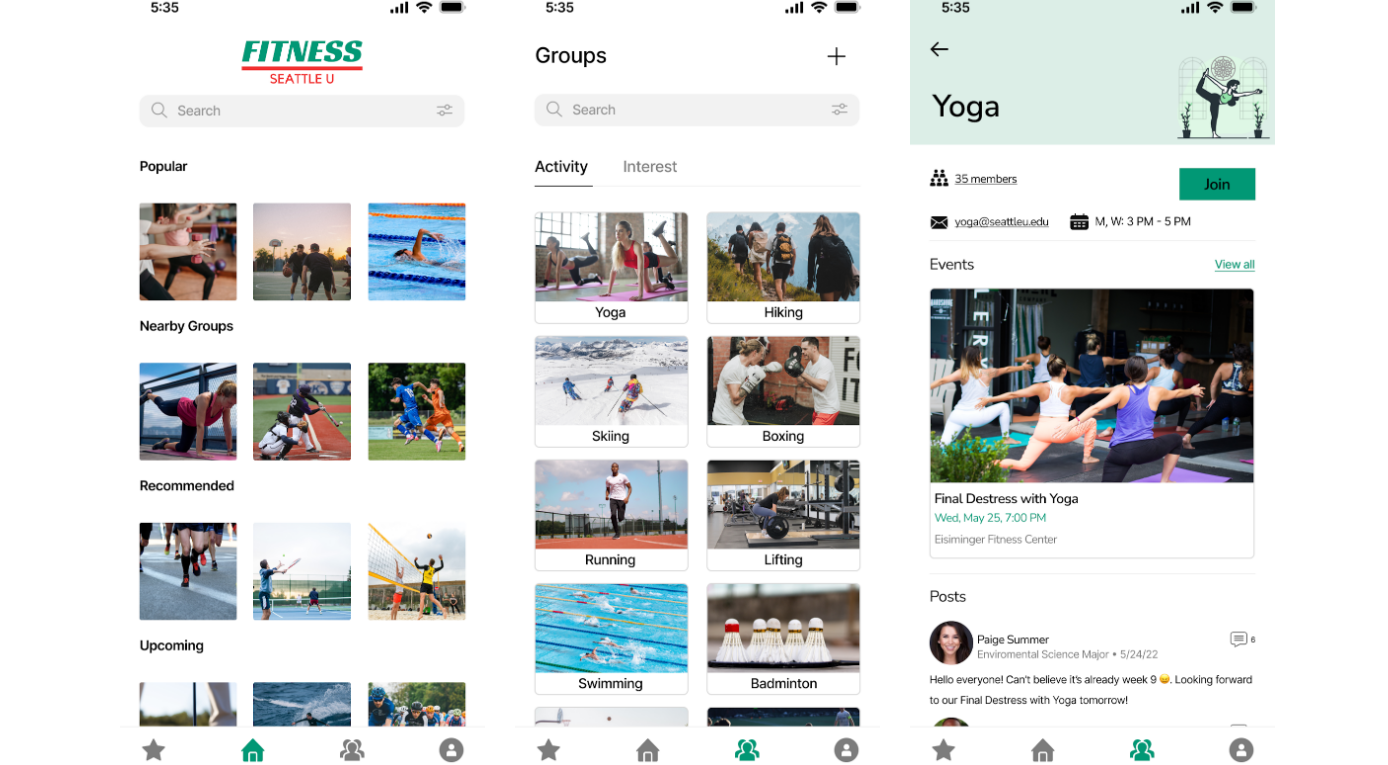 5:35
FITNESS
SEATTLE U
Search
Popular
Nearby Groups
Recommended
Upcoming
5:35
Groups
Search
Activity Interest
Yoga Hiking
Skiing Boxing
Running Lifting
Swimming Badminton
5:35
Yoga
35 members
Join
yoga@seattleu.edu M, W: 3 PM - 5 PM
Events View all
Final Destress with Yoga
Wed, May 25, 7:00 PM
Eisiminger Fitness Center
Posts
Paige Summer 6
Enviromental Science Major • 5/24/22
Hello everyone! Can't believe it's already week 9 😛. Looking forward
to our Final Destress with Yoga tomorrow!